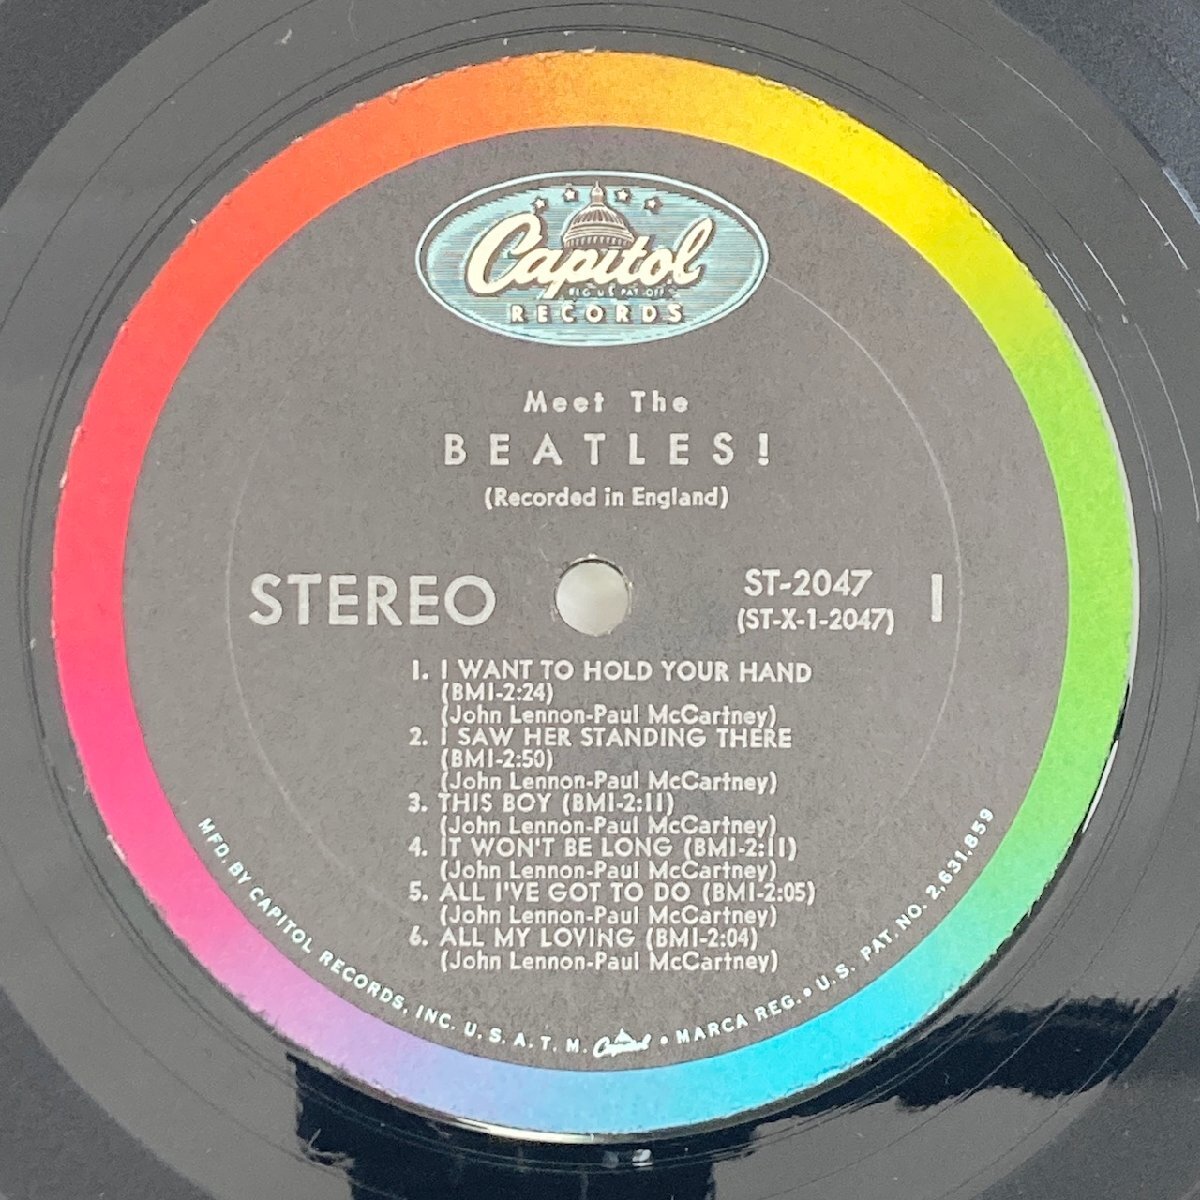 Capitol
REG. U.S. PAT. OFF.
RECORDS
Meet The
BEATLES!
(Recorded in England)
STEREO
ST-2047
(ST-X-1-2047)
1
1. I WANT TO HOLD YOUR HAND
(BMI-2:24)
(John Lennon-Paul McCartney)
2. I SAW HER STANDING THERE
(BMI-2:50)
(John Lennon-Paul McCartney)
3. THIS BOY (BMI-2:11)
(John Lennon-Paul McCartney)
4. IT WON'T BE LONG (BMI-2:11)
(John Lennon-Paul McCartney)
5. ALL I'VE GOT TO DO (BMI-2:05)
(John Lennon-Paul McCartney)
6. ALL MY LOVING (BMI-2:04)
(John Lennon-Paul McCartney)
MFD. BY CAPITOL RECORDS, INC. U.S.A. T.M. Capitol • MARCA REG. • U.S. PAT. NO. 2,631,859